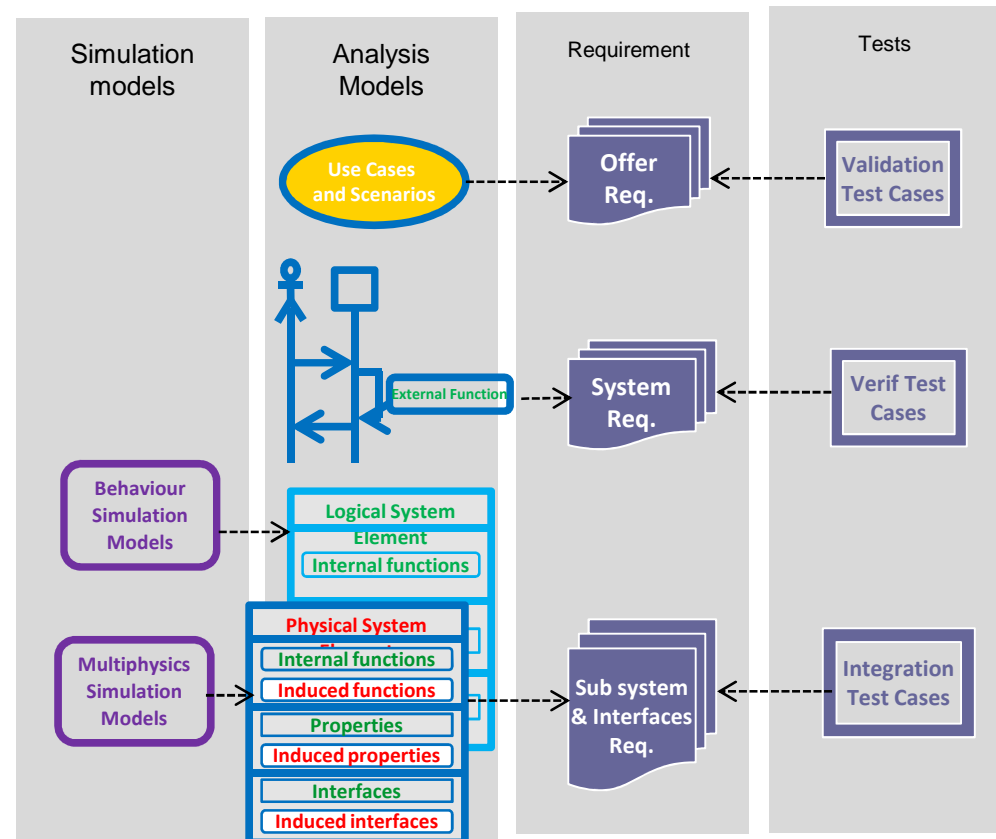 Simulation
models
Analysis
Models
Requirement
Tests
Use Cases
and Scenarios
Offer
Req.
Validation
Test Cases
External Function
System
Req.
Verif Test
Cases
Behaviour
Simulation
Models
Logical System
Element
Internal functions
Physical System
Multiphysics
Simulation
Models
Internal functions
Induced functions
Properties
Induced properties
Interfaces
Induced interfaces
Sub system
& Interfaces
Req.
Integration
Test Cases